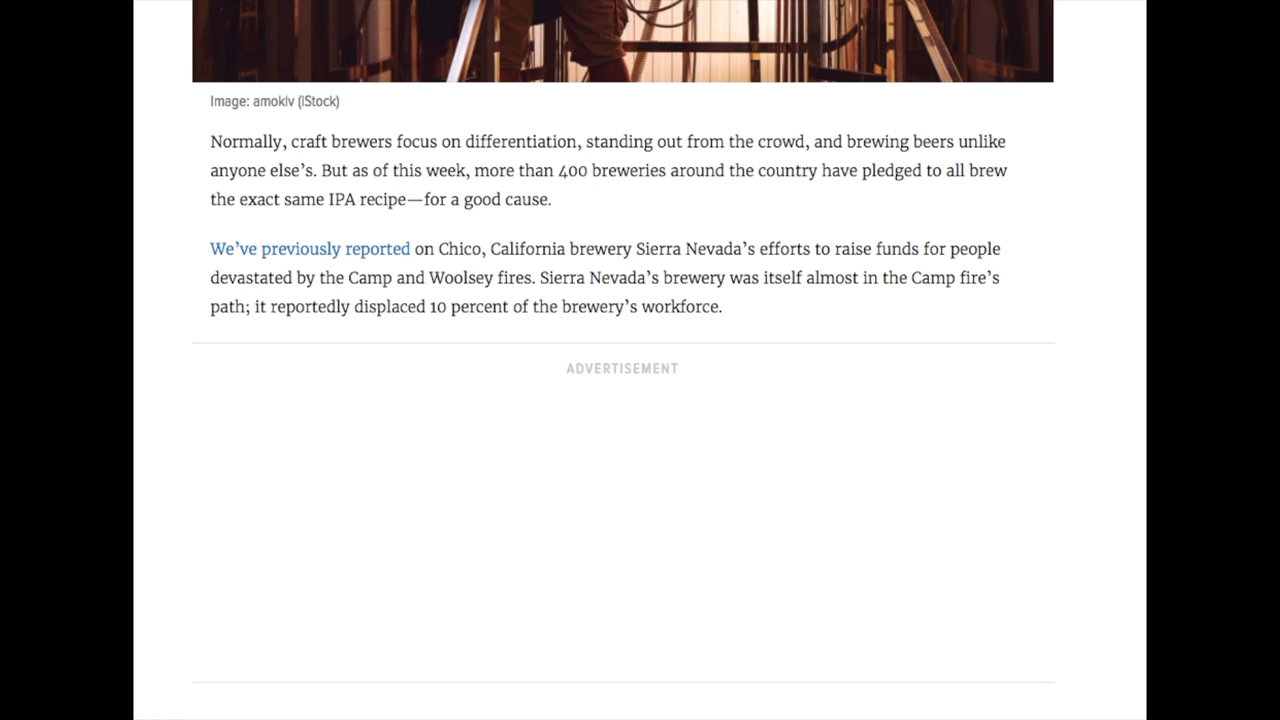 Image: amoklv (iStock)
Normally, craft brewers focus on differentiation, standing out from the crowd, and brewing beers unlike
anyone else’s. But as of this week, more than 400 breweries around the country have pledged to all brew
the exact same IPA recipe—for a good cause.
We’ve previously reported on Chico, California brewery Sierra Nevada’s efforts to raise funds for people
devastated by the Camp and Woolsey fires. Sierra Nevada’s brewery was itself almost in the Camp fire’s
path; it reportedly displaced 10 percent of the brewery’s workforce.
ADVERTISEMENT